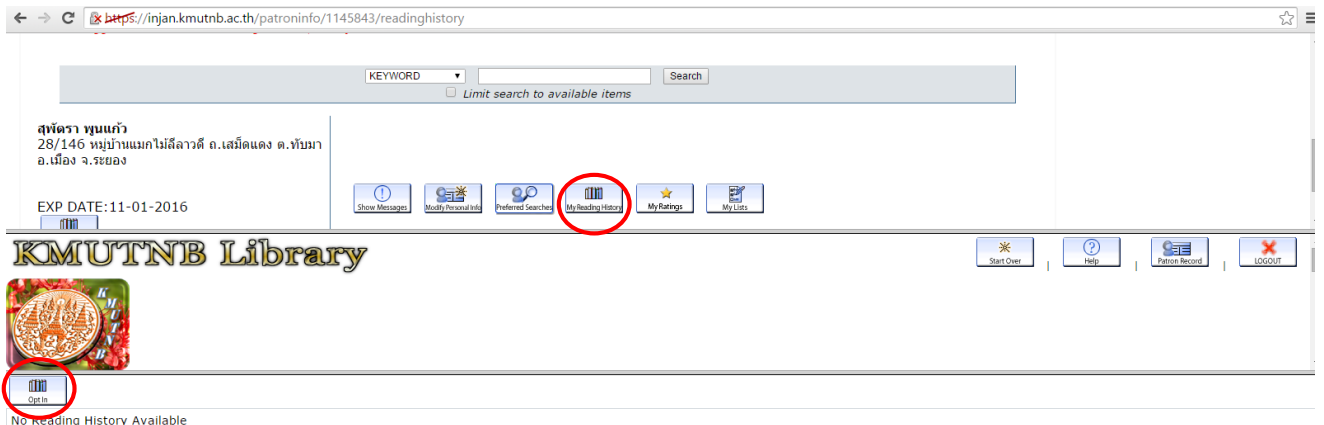 https://injan.kmutnb.ac.th/patroninfo/1145843/readinghistory
KEYWORD Search
Limit search to available items
สุพัตรา พูนแก้ว
28/146 หมู่บ้านแมกไม้ลีลาวดี ถ.เสม็ดแดง ต.ทับมา
อ.เมือง จ.ระยอง
EXP DATE:11-01-2016
Show Messages Modify Personal Info Preferred Searches My Reading History My Ratings My Lists
KMUTNB Library
Start Over | Help | Patron Record | LOGOUT
KMUTNB
Opt In
No Reading History Available